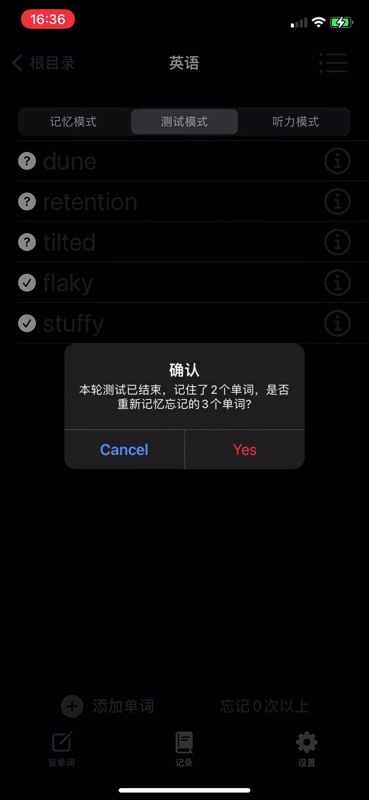 16:36
根目录
英语
记忆模式 测试模式 听力模式
dune
retention
tilted
flaky
stuffy
确认
本轮测试已结束，记住了2个单词，是否
重新记忆忘记的3个单词?
Cancel Yes
添加单词 忘记0次以上
背单词 记录 设置